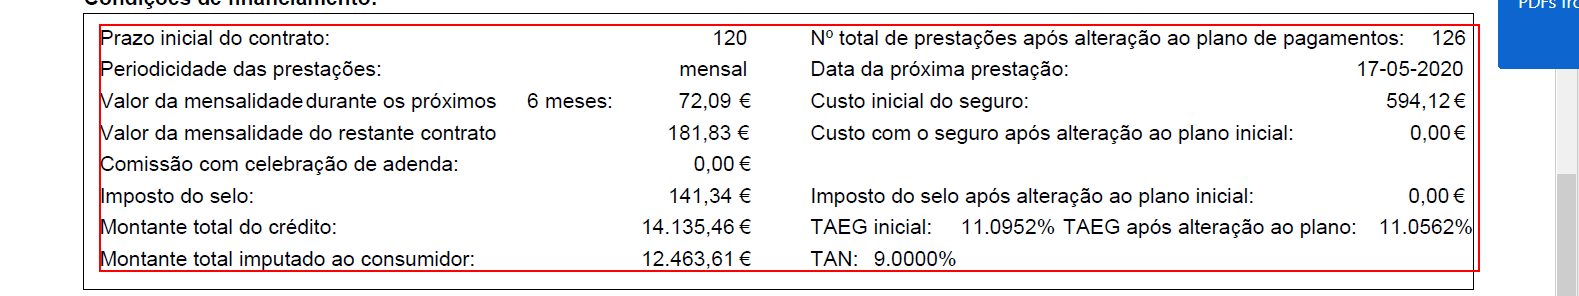 Condições de financiamento:
PDFs fro
Prazo inicial do contrato: 120 Nº total de prestações após alteração ao plano de pagamentos: 126
Periodicidade das prestações: mensal Data da próxima prestação: 17-05-2020
Valor da mensalidade durante os próximos 6 meses: 72,09 € Custo inicial do seguro: 594,12 €
Valor da mensalidade do restante contrato 181,83 € Custo com o seguro após alteração ao plano inicial: 0,00 €
Comissão com celebração de adenda: 0,00 €
Imposto do selo: 141,34 € Imposto do selo após alteração ao plano inicial: 0,00 €
Montante total do crédito: 14.135,46 € TAEG inicial: 11.0952% TAEG após alteração ao plano: 11.0562%
Montante total imputado ao consumidor: 12.463,61 € TAN: 9.0000%